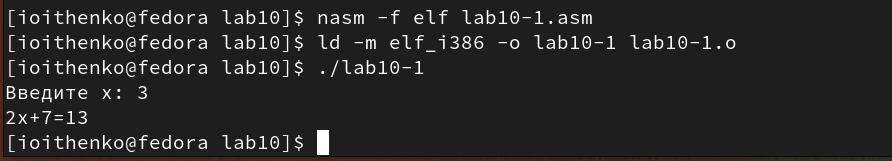 [ioithenko@fedora lab10]$ nasm -f elf lab10-1.asm
[ioithenko@fedora lab10]$ ld -m elf_i386 -o lab10-1 lab10-1.o
[ioithenko@fedora lab10]$ ./lab10-1
Введите x: 3
2x+7=13
[ioithenko@fedora lab10]$